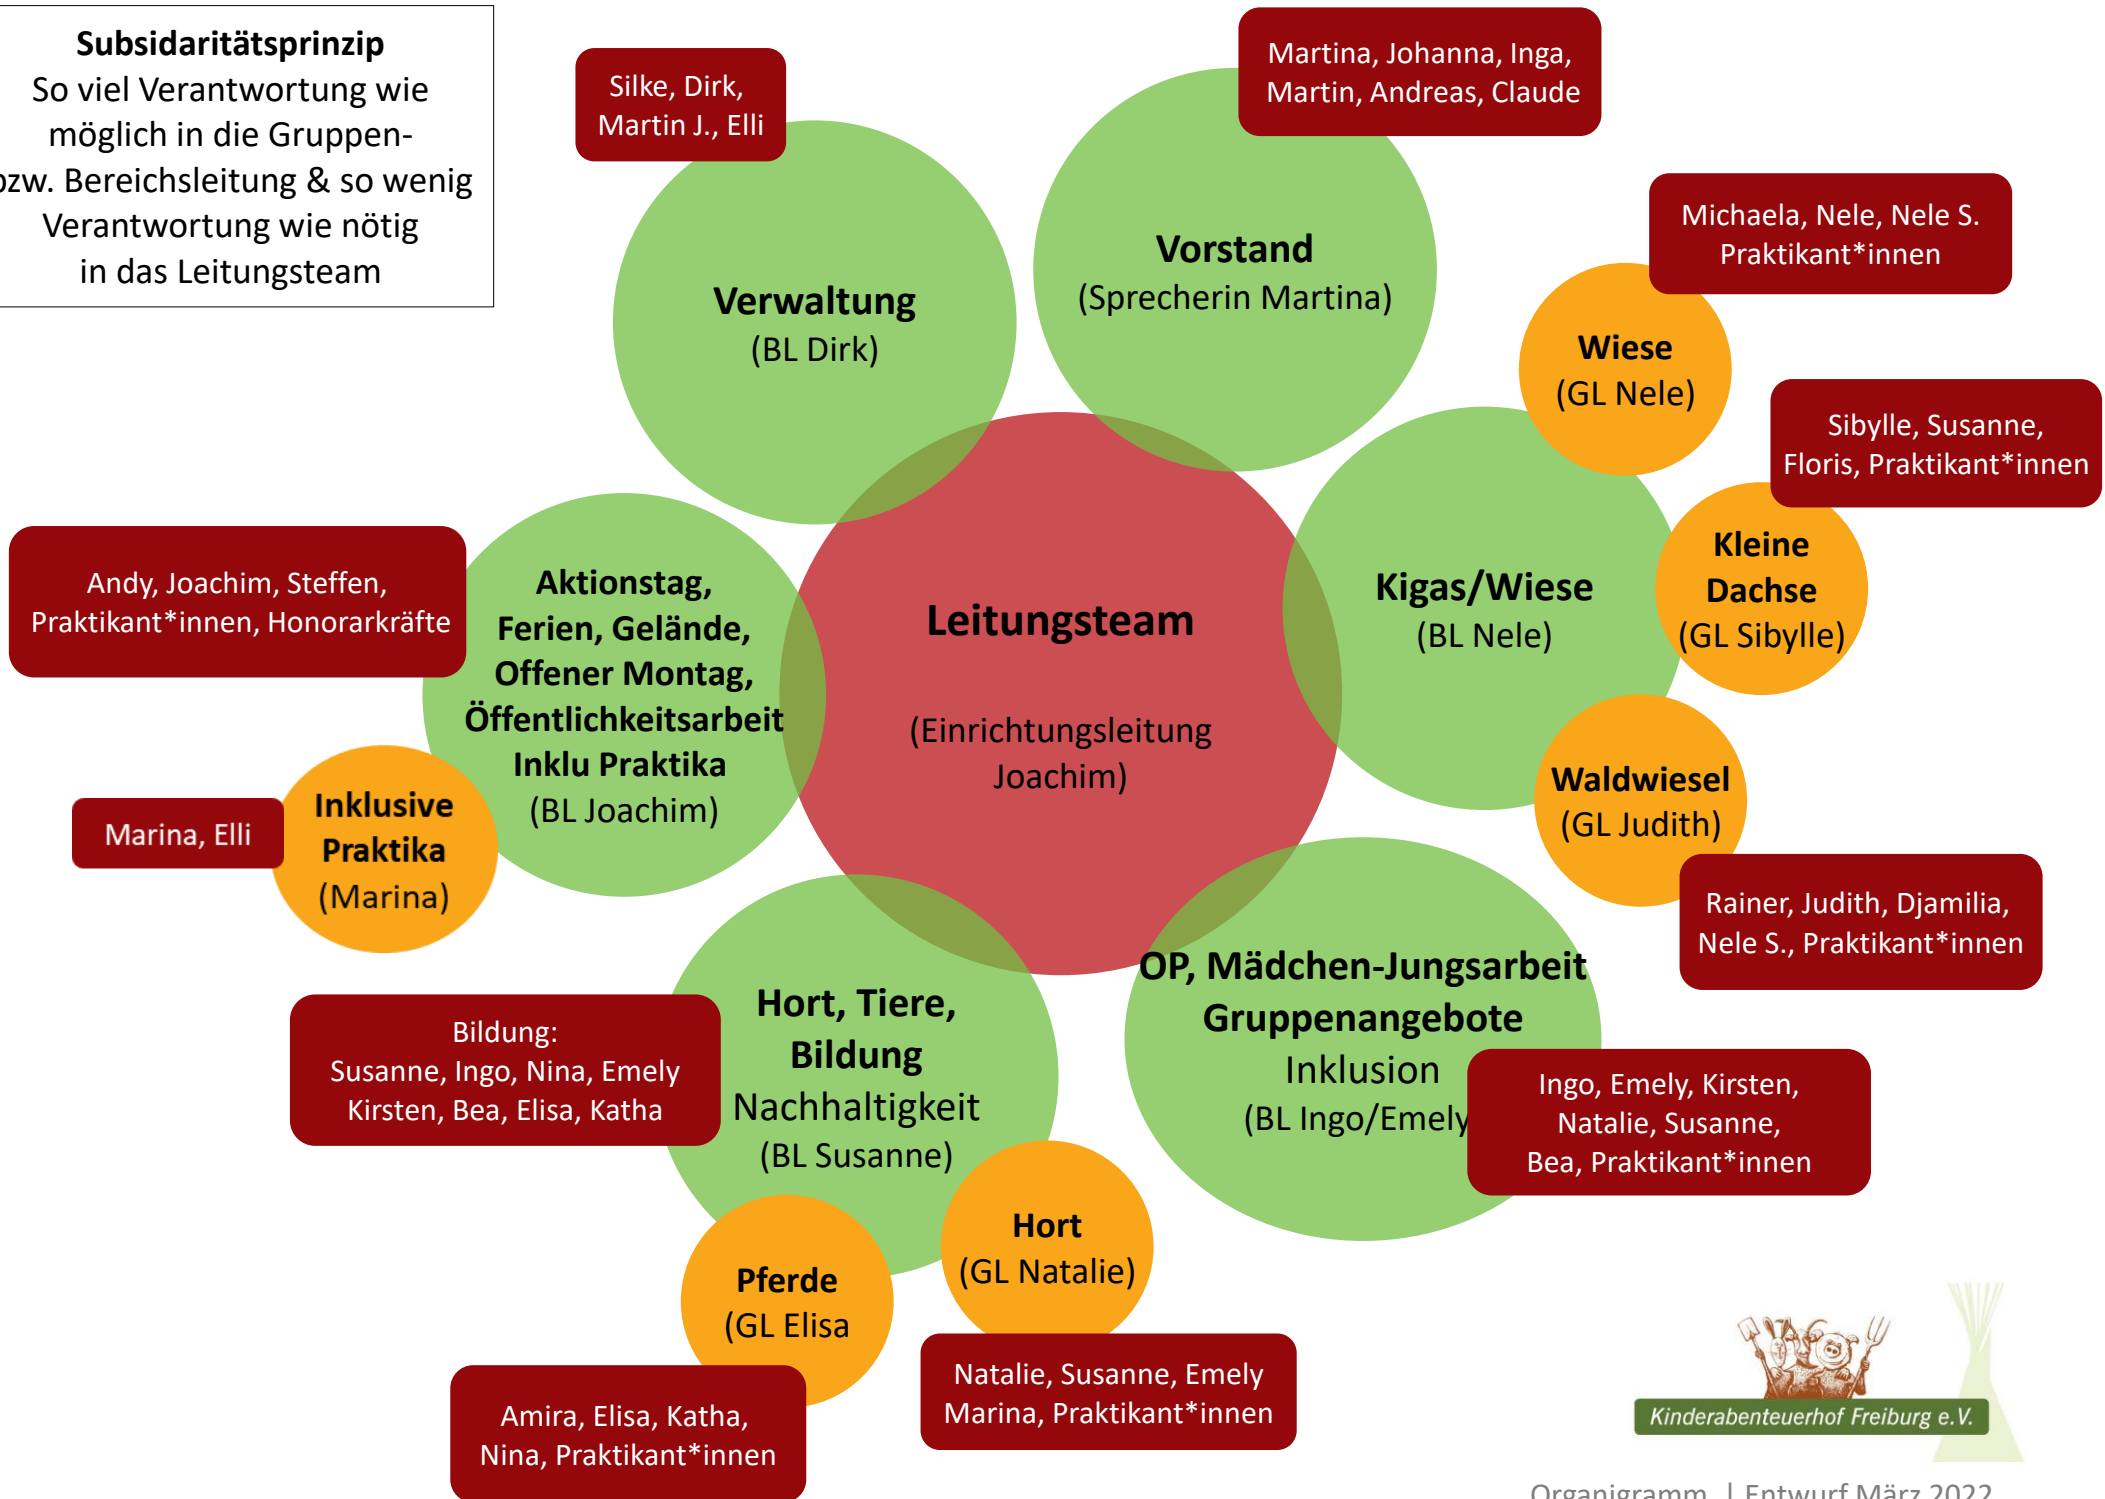 Subsidaritätsprinzip
So viel Verantwortung wie
möglich in die Gruppen-
bzw. Bereichsleitung & so wenig
Verantwortung wie nötig
in das Leitungsteam
Silke, Dirk,
Martin J., Elli
Martina, Johanna, Inga,
Martin, Andreas, Claude
Verwaltung
(BL Dirk)
Vorstand
(Sprecherin Martina)
Michaela, Nele, Nele S.
Praktikant*innen
Wiese
(GL Nele)
Sibylle, Susanne,
Floris, Praktikant*innen
Kleine
Dachse
(GL Sibylle)
Kigas/Wiese
(BL Nele)
Waldwiesel
(GL Judith)
Rainer, Judith, Djamilia,
Nele S., Praktikant*innen
Leitungsteam
(Einrichtungsleitung
Joachim)
Andy, Joachim, Steffen,
Praktikant*innen, Honorarkräfte
Aktionstag,
Ferien, Gelände,
Offener Montag,
Öffentlichkeitsarbeit
Inklu Praktika
(BL Joachim)
Marina, Elli
Inklusive
Praktika
(Marina)
Bildung:
Susanne, Ingo, Nina, Emely
Kirsten, Bea, Elisa, Katha
Hort, Tiere,
Bildung
Nachhaltigkeit
(BL Susanne)
OP, Mädchen-Jungsarbeit
Gruppenangebote
Inklusion
(BL Ingo/Emely
Ingo, Emely, Kirsten,
Natalie, Susanne,
Bea, Praktikant*innen
Pferde
(GL Elisa
Hort
(GL Natalie)
Amira, Elisa, Katha,
Nina, Praktikant*innen
Natalie, Susanne, Emely
Marina, Praktikant*innen
Kinderabenteuerhof Freiburg e.V.
Organigramm | Entwurf März 2022